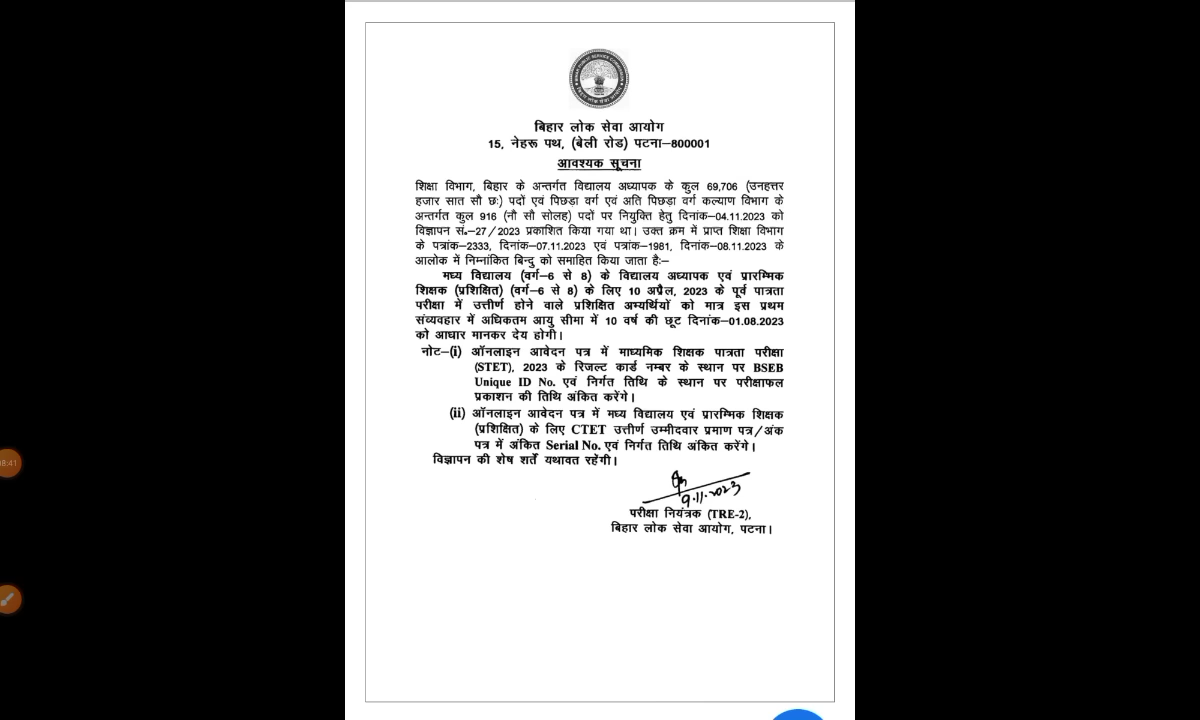 बिहार लोक सेवा आयोग
15, नेहरू पथ, (बेली रोड) पटना–800001
आवश्यक सूचना
शिक्षा विभाग, बिहार के अन्तर्गत विद्यालय अध्यापक के कुल 69,706 (उनहत्तर
हजार सात सौ छः) पदों एवं पिछड़ा वर्ग एवं अति पिछड़ा वर्ग कल्याण विभाग के
अन्तर्गत कुल 916 (नौ सौ सोलह) पदों पर नियुक्ति हेतु दिनांक–04.11.2023 को
विज्ञापन सं.–27/2023 प्रकाशित किया गया था। उक्त क्रम में प्राप्त शिक्षा विभाग
के पत्रांक–2333, दिनांक–07.11.2023 एवं पत्रांक–1981, दिनांक–08.11.2023 के
आलोक में निम्नांकित बिन्दु को समाहित किया जाता हैः–
मध्य विद्यालय (वर्ग–6 से 8) के विद्यालय अध्यापक एवं प्रारम्भिक
शिक्षक (प्रशिक्षित) (वर्ग–6 से 8) के लिए 10 अप्रैल, 2023 के पूर्व पात्रता
परीक्षा में उत्तीर्ण होने वाले प्रशिक्षित अभ्यर्थियों को मात्र इस प्रथम
संव्यवहार में अधिकतम आयु सीमा में 10 वर्ष की छूट दिनांक–01.08.2023
को आधार मानकर देय होगी।
नोट–(i) ऑनलाइन आवेदन पत्र में माध्यमिक शिक्षक पात्रता परीक्षा
(STET), 2023 के रिजल्ट कार्ड नम्बर के स्थान पर BSEB
Unique ID No. एवं निर्गत तिथि के स्थान पर परीक्षाफल
प्रकाशन की तिथि अंकित करेंगे।
(ii) ऑनलाइन आवेदन पत्र में मध्य विद्यालय एवं प्रारम्भिक शिक्षक
(प्रशिक्षित) के लिए CTET उत्तीर्ण उम्मीदवार प्रमाण पत्र/अंक
पत्र में अंकित Serial No. एवं निर्गत तिथि अंकित करेंगे।
विज्ञापन की शेष शर्तें यथावत रहेंगी।
9.11.2023
परीक्षा नियंत्रक (TRE-2),
बिहार लोक सेवा आयोग, पटना।
8:41